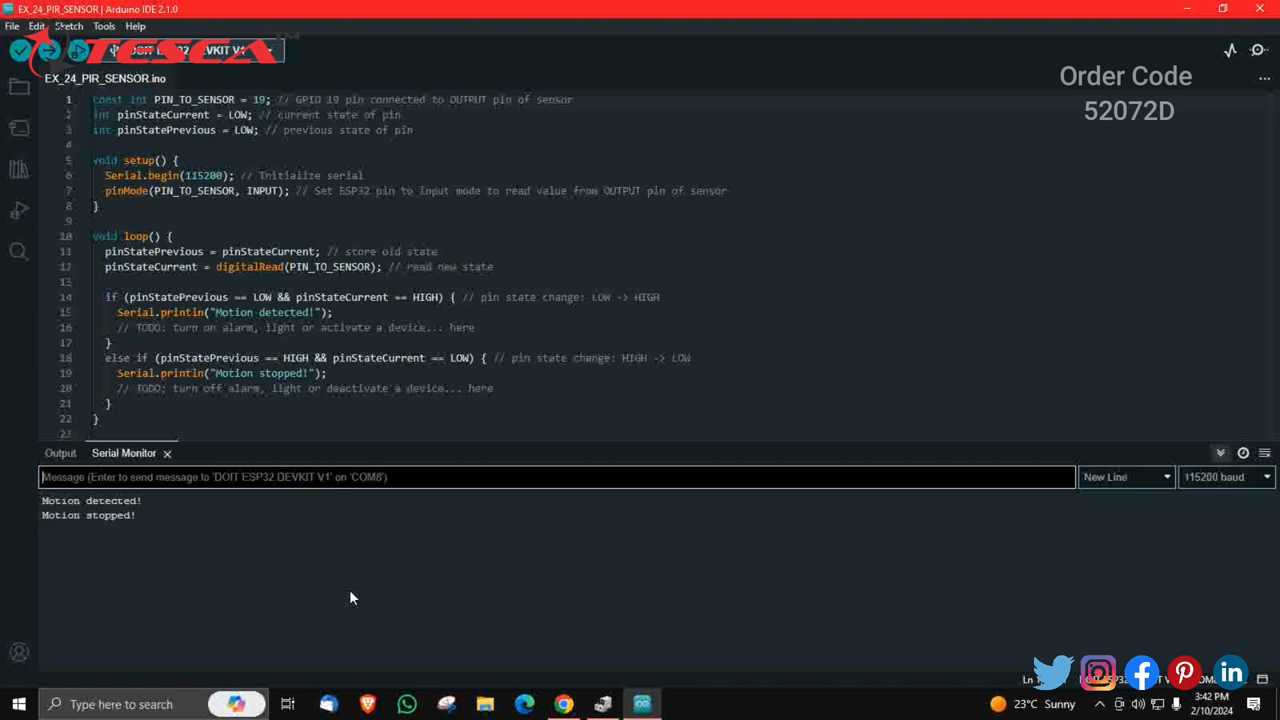 EX_24_PIR_SENSOR | Arduino IDE 2.1.0
File Edit Sketch Tools Help
TESCA
DOIT ESP32 DEVKIT V1
Order Code
52072D
EX_24_PIR_SENSOR.ino
1 const int PIN_TO_SENSOR = 19; // GPIO 19 pin connected to OUTPUT pin of sensor
2 int pinStateCurrent = LOW; // current state of pin
3 int pinStatePrevious = LOW; // previous state of pin
4
5 void setup() {
6 Serial.begin(115200); // Initialize serial
7 pinMode(PIN_TO_SENSOR, INPUT); // Set ESP32 pin to input mode to read value from OUTPUT pin of sensor
8 }
9
10 void loop() {
11 pinStatePrevious = pinStateCurrent; // store old state
12 pinStateCurrent = digitalRead(PIN_TO_SENSOR); // read new state
13
14 if (pinStatePrevious == LOW && pinStateCurrent == HIGH) { // pin state change: LOW -> HIGH
15 Serial.println("Motion detected!");
16 // TODO: turn on alarm, light or activate a device... here
17 }
18 else if (pinStatePrevious == HIGH && pinStateCurrent == LOW) { // pin state change: HIGH -> LOW
19 Serial.println("Motion stopped!");
20 // TODO: turn off alarm, light or deactivate a device... here
21 }
22 }
23
Output Serial Monitor
Message (Enter to send message to 'DOIT ESP32 DEVKIT V1' on 'COM8')
New Line 115200 baud
Motion detected!
Motion stopped!
Type here to search
23°C Sunny
3:42 PM
2/10/2024